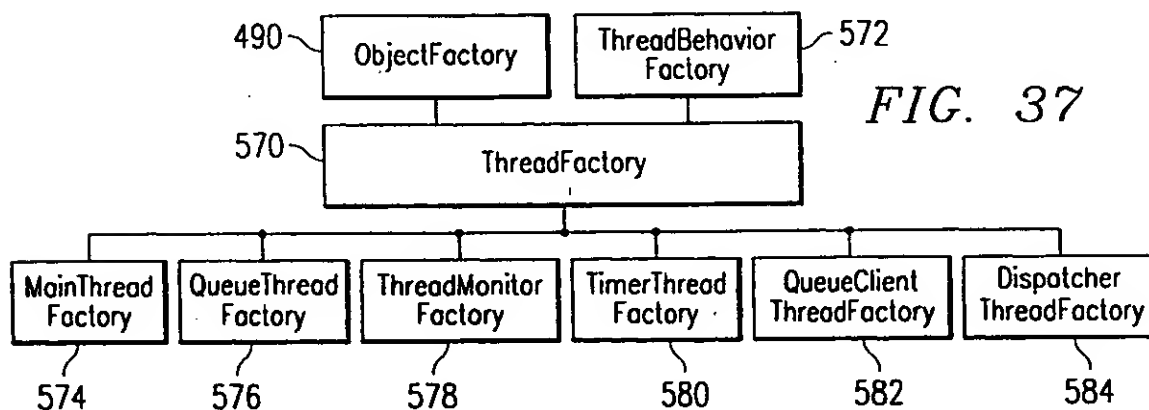 490
ObjectFactory
ThreadBehavior
Factory
572
FIG. 37
570
ThreadFactory
MainThread
Factory
QueueThread
Factory
ThreadMonitor
Factory
TimerThread
Factory
QueueClient
ThreadFactory
Dispatcher
ThreadFactory
574
576
578
580
582
584